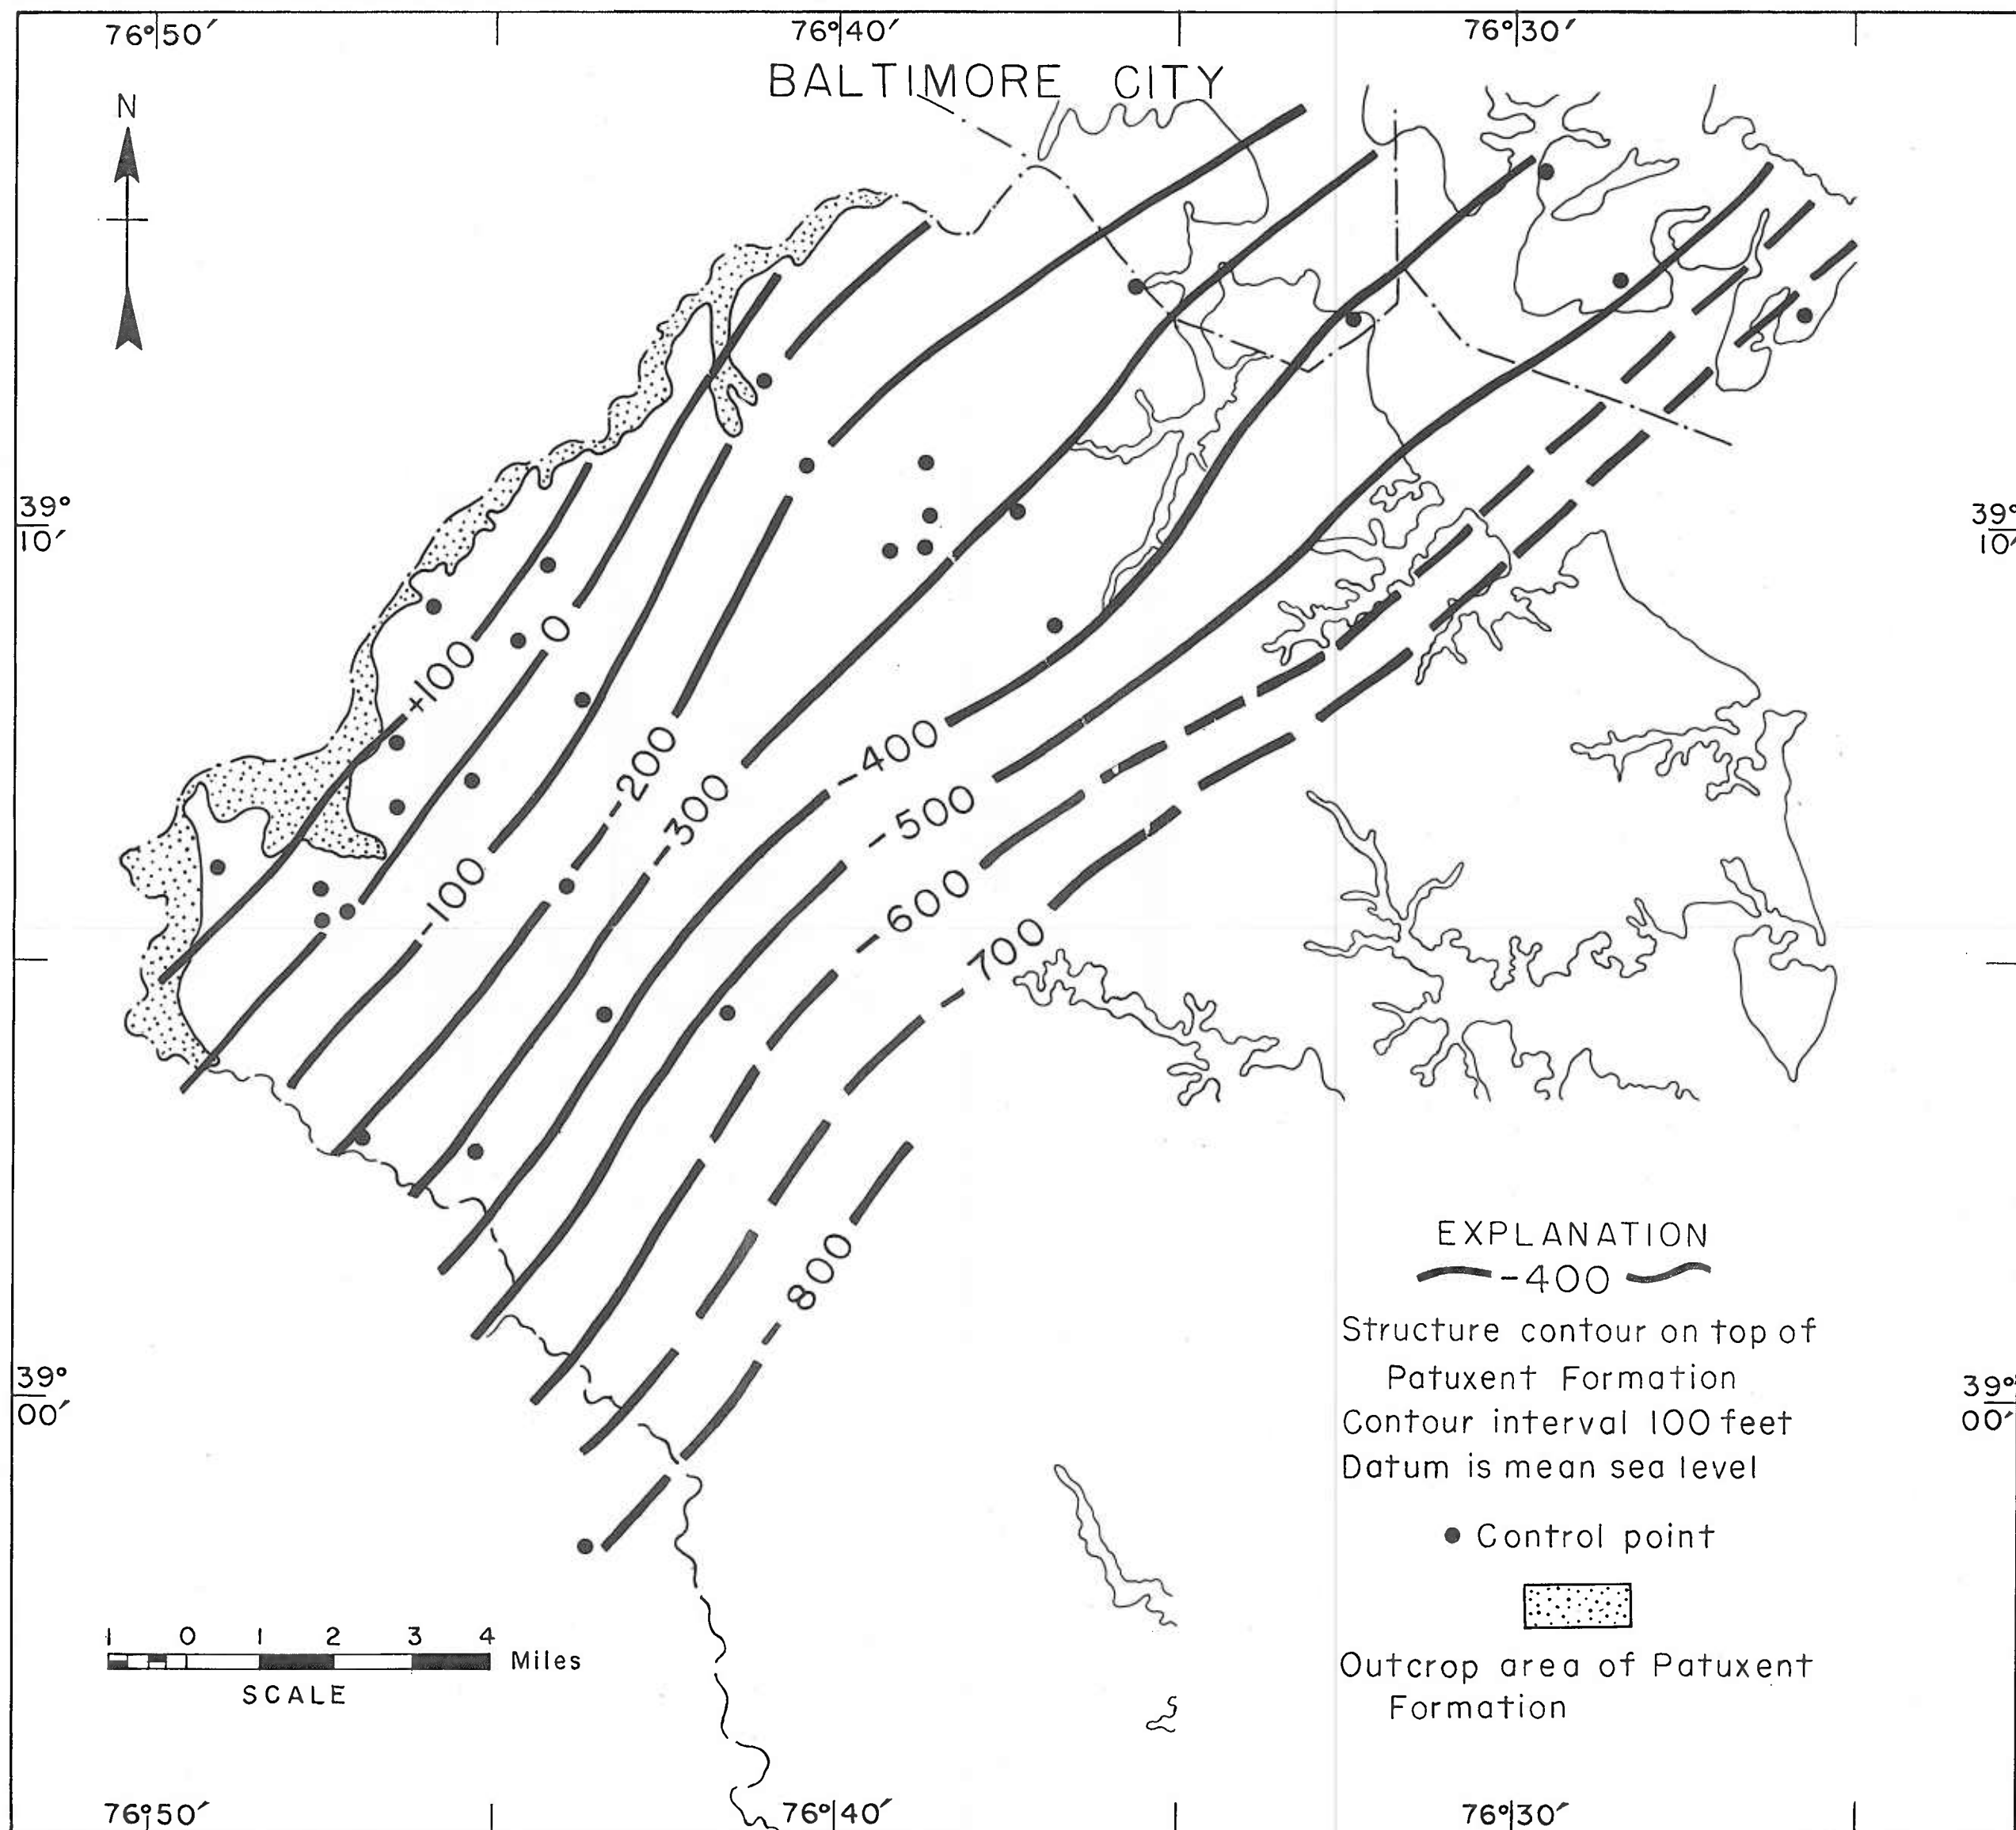 76°50′ 76°40′ 76°30′
BALTIMORE CITY
N
39°
10′
39°
10′
+100
0
-100
-200
-300
-400
-500
-600
-700
-800
39°
00′
39°
00′
EXPLANATION
-400
Structure contour on top of
Patuxent Formation
Contour interval 100 feet
Datum is mean sea level
Control point
Outcrop area of Patuxent
Formation
1 0 1 2 3 4
Miles
SCALE
76°50′ 76°40′ 76°30′